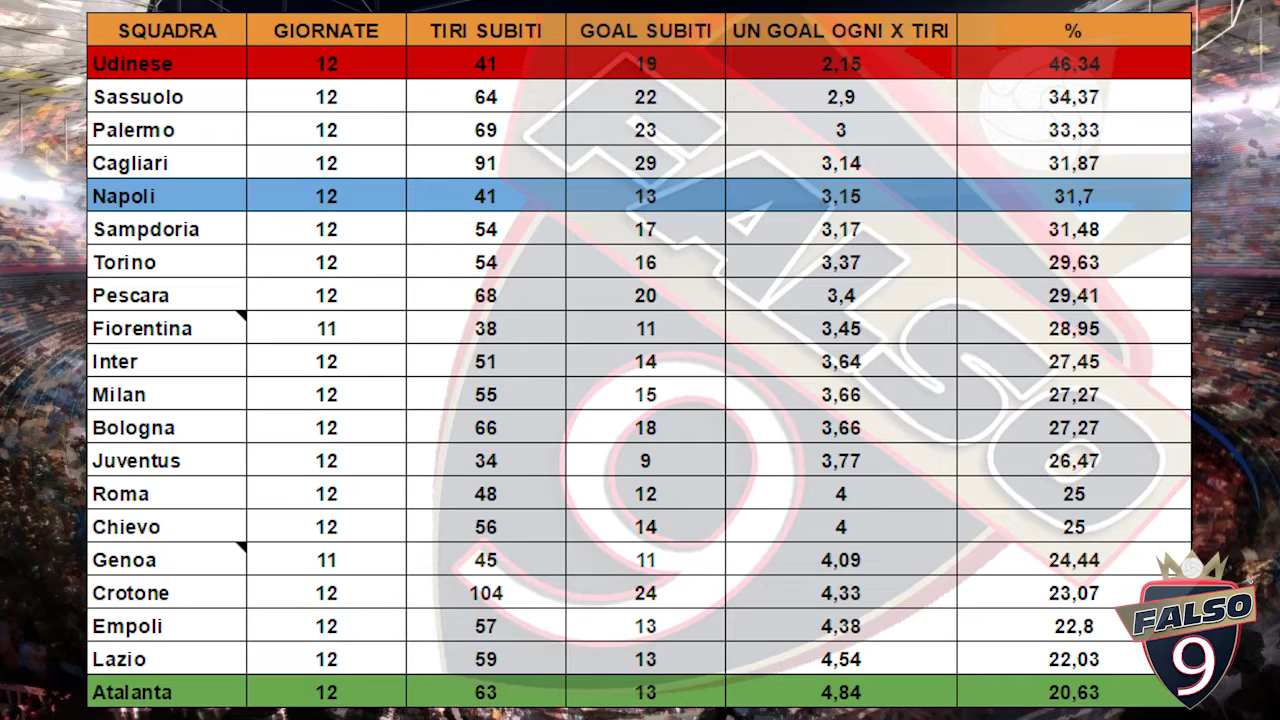 SQUADRA GIORNATE TIRI SUBITI GOAL SUBITI UN GOAL OGNI X TIRI %
Udinese 12 41 19 2,15 46,34
Sassuolo 12 64 22 2,9 34,37
Palermo 12 69 23 3 33,33
Cagliari 12 91 29 3,14 31,87
Napoli 12 41 13 3,15 31,7
Sampdoria 12 54 17 3,17 31,48
Torino 12 54 16 3,37 29,63
Pescara 12 68 20 3,4 29,41
Fiorentina 11 38 11 3,45 28,95
Inter 12 51 14 3,64 27,45
Milan 12 55 15 3,66 27,27
Bologna 12 66 18 3,66 27,27
Juventus 12 34 9 3,77 26,47
Roma 12 48 12 4 25
Chievo 12 56 14 4 25
Genoa 11 45 11 4,09 24,44
Crotone 12 104 24 4,33 23,07
Empoli 12 57 13 4,38 22,8
Lazio 12 59 13 4,54 22,03
Atalanta 12 63 13 4,84 20,63
FALSO
9
FALSO
9